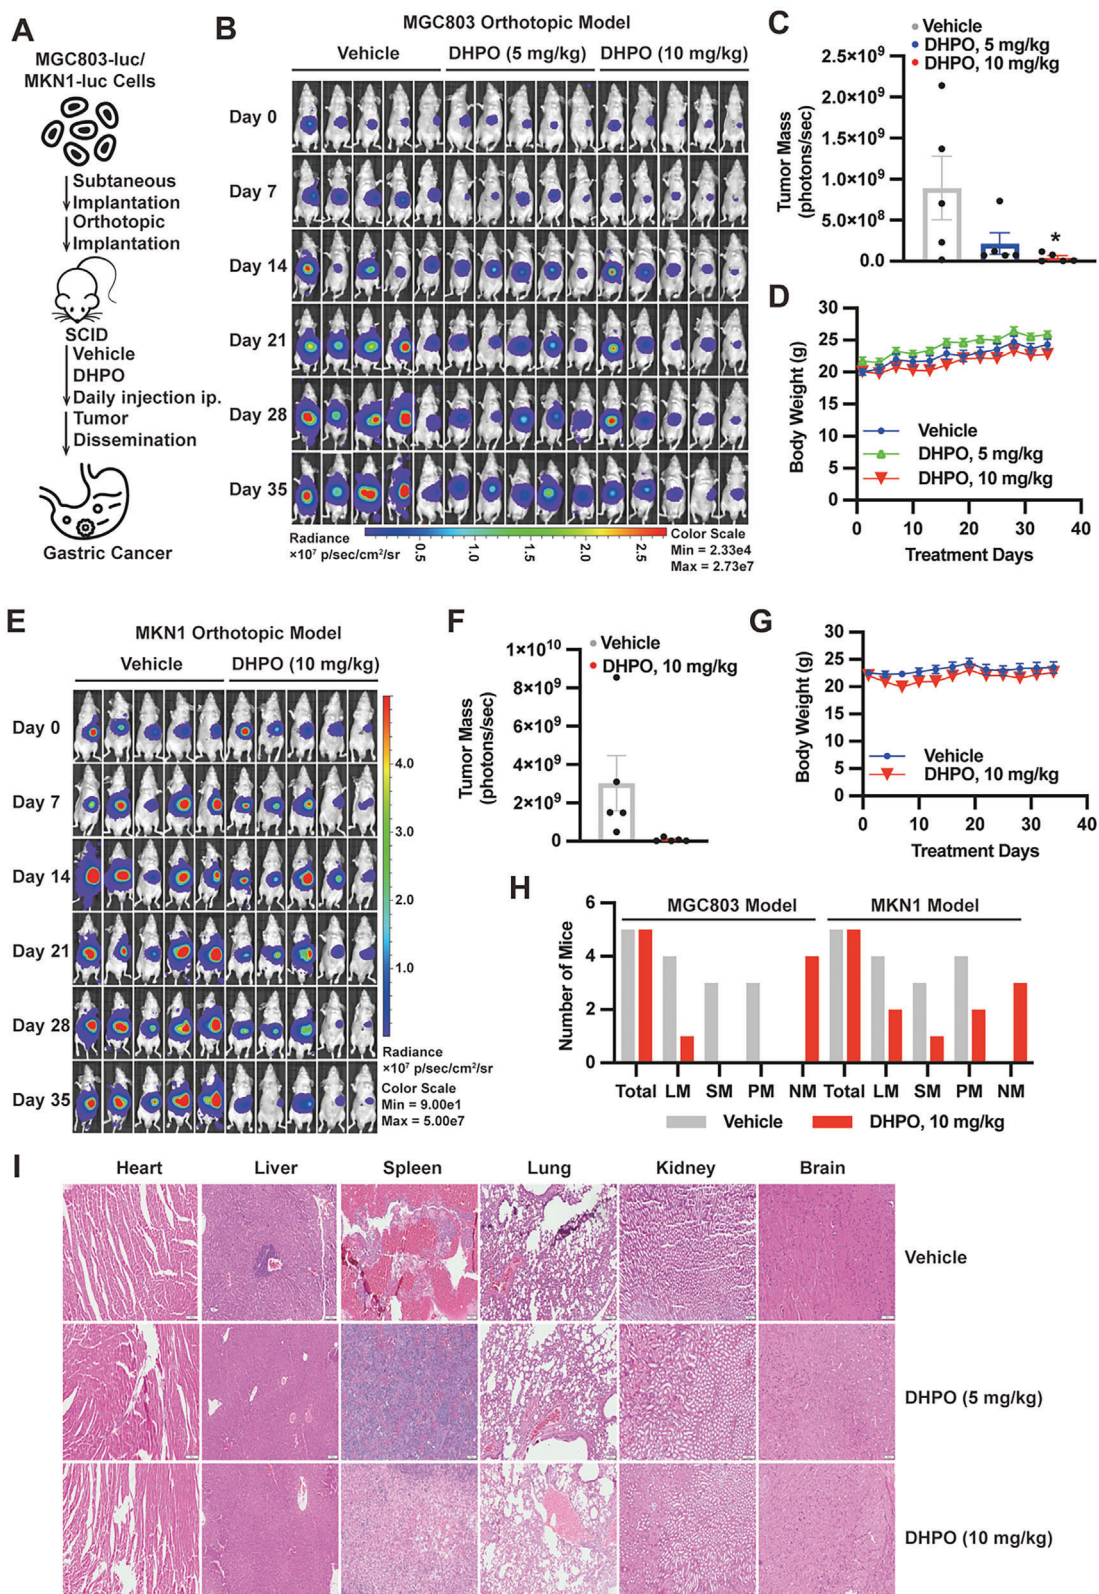 A
MGC803-luc/
MKN1-luc Cells
Subtaneous
Implantation
Orthotopic
Implantation
SCID
Vehicle
DHPO
Daily injection ip.
Tumor
Dissemination
Gastric Cancer
B
MGC803 Orthotopic Model
Vehicle
DHPO (5 mg/kg)
DHPO (10 mg/kg)
Day 0
Day 7
Day 14
Day 21
Day 28
Day 35
Radiance
×10⁷ p/sec/cm²/sr
0.5
1.0
1.5
2.0
2.5
Color Scale
Min = 2.33e4
Max = 2.73e7
C
Vehicle
DHPO, 5 mg/kg
DHPO, 10 mg/kg
Tumor Mass
(photons/sec)
2.5×10⁹
2.0×10⁹
1.5×10⁹
1.0×10⁹
5.0×10⁸
0.0
*
D
Body Weight (g)
30
25
20
15
10
5
0
Vehicle
DHPO, 5 mg/kg
DHPO, 10 mg/kg
0 10 20 30 40
Treatment Days
E
MKN1 Orthotopic Model
Vehicle
DHPO (10 mg/kg)
Day 0
Day 7
Day 14
Day 21
Day 28
Day 35
4.0
3.0
2.0
1.0
Radiance
×10⁷ p/sec/cm²/sr
Color Scale
Min = 9.00e1
Max = 5.00e7
F
Vehicle
DHPO, 10 mg/kg
Tumor Mass
(photons/sec)
1×10¹⁰
8×10⁹
6×10⁹
4×10⁹
2×10⁹
0
G
Body Weight (g)
30
25
20
15
10
5
0
Vehicle
DHPO, 10 mg/kg
0 10 20 30 40
Treatment Days
H
MGC803 Model
MKN1 Model
Number of Mice
6
4
2
0
Total LM SM PM NM Total LM SM PM NM
Vehicle
DHPO, 10 mg/kg
I
Heart
Liver
Spleen
Lung
Kidney
Brain
Vehicle
DHPO (5 mg/kg)
DHPO (10 mg/kg)